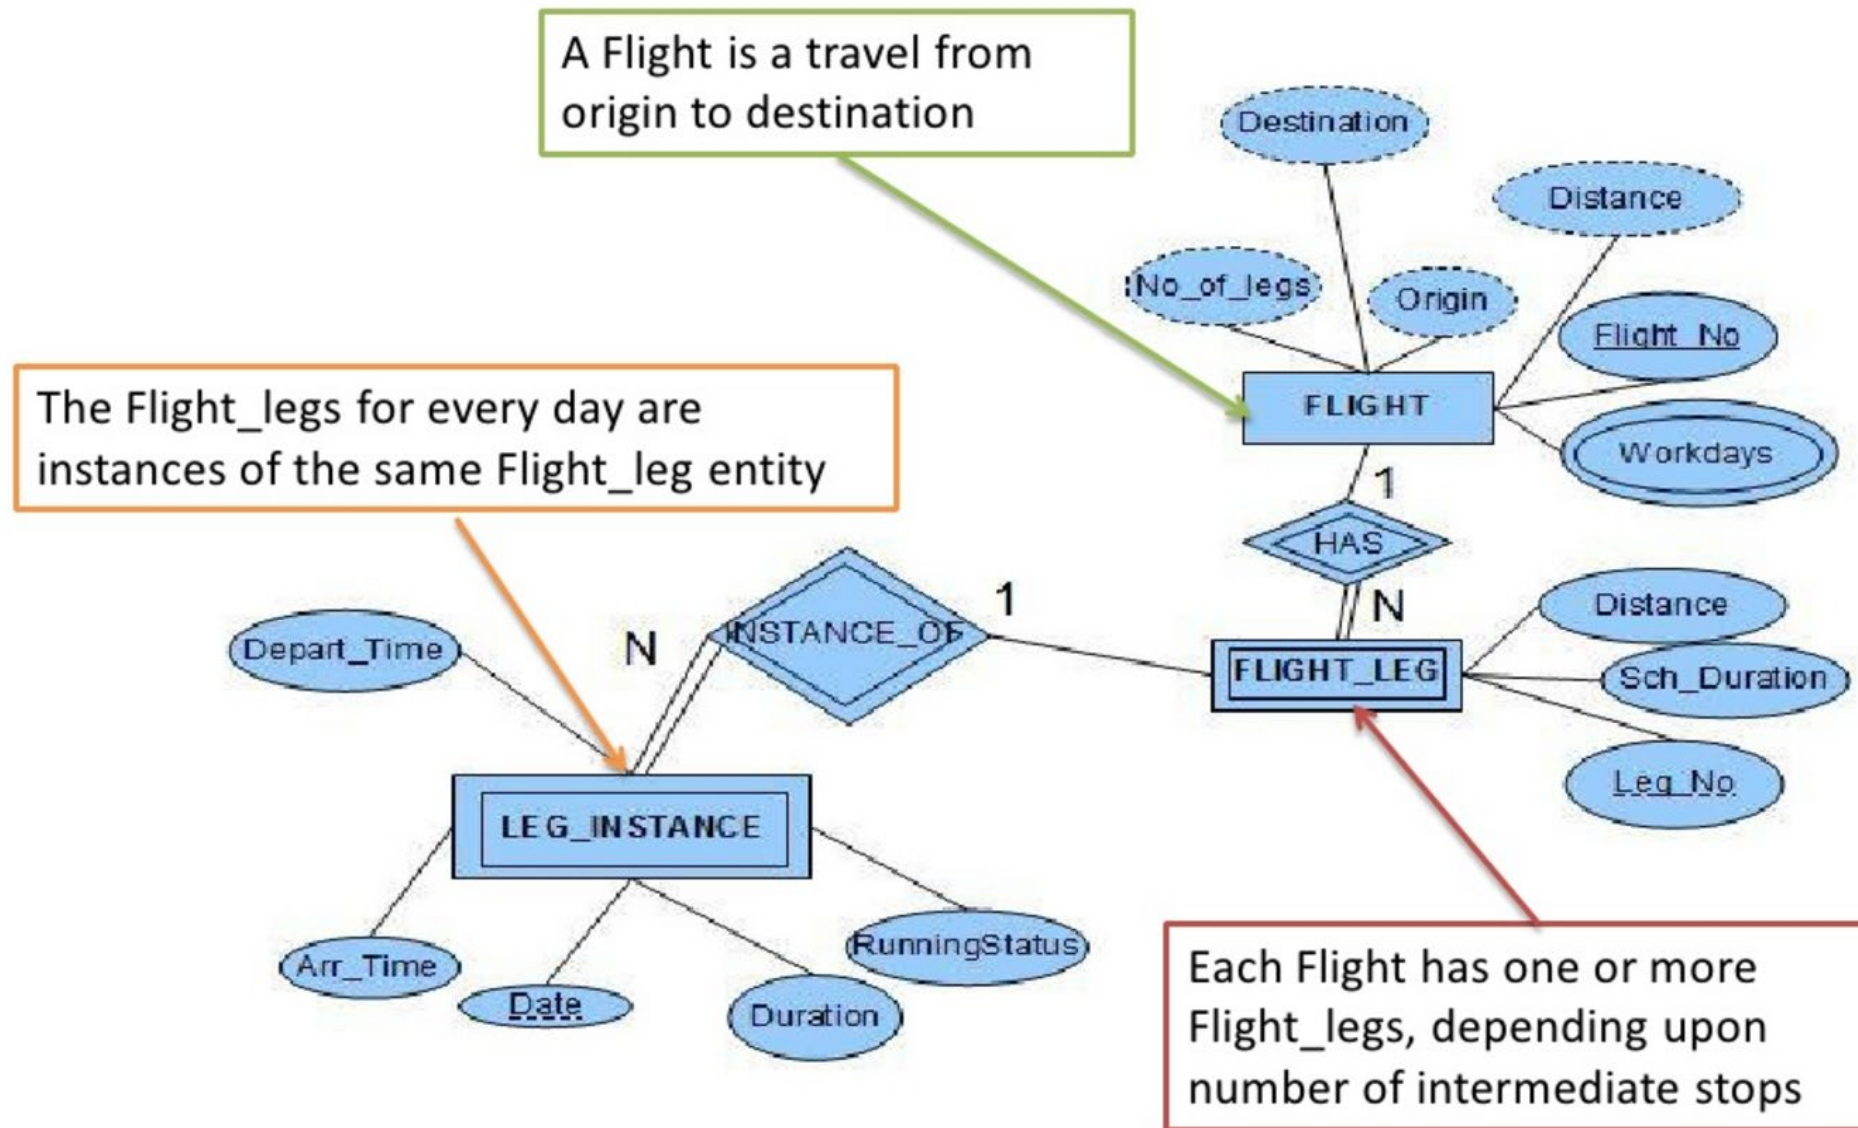 A Flight is a travel from
origin to destination
Destination
Distance
No_of_legs
Origin
Flight_No
FLIGHT
Workdays
The Flight_legs for every day are
instances of the same Flight_leg entity
1
HAS
N
Distance
Sch_Duration
Leg_No
FLIGHT_LEG
1
INSTANCE_OF
N
Depart_Time
LEG_INSTANCE
Arr_Time
Date
Duration
RunningStatus
Each Flight has one or more
Flight_legs, depending upon
number of intermediate stops